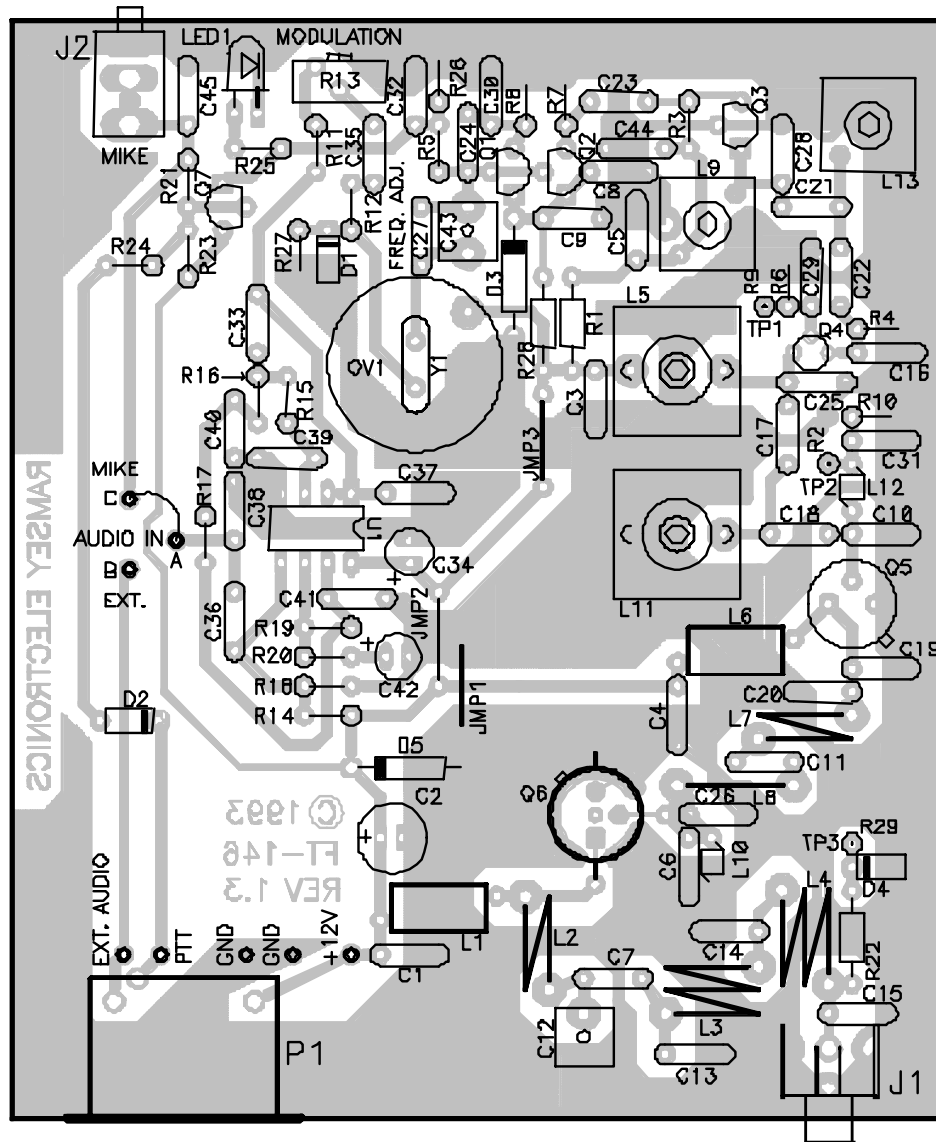 J2
LED1
MODULATION
R13
C45
C32
R26
C30
R8
R7
C23
Q3
C44
R3
MIKE
R25
R11
C35
R5
C24
Q1
Q2
L9
C28
L13
R21
Q7
C8
C21
R12
FREQ. ADJ.
C27
C43
C9
C5
R24
R23
R27
D1
D3
R9
R6
C29
C22
L5
TP1
Q4
R4
C33
OV1
Y1
R28
R1
C16
R16
R15
C3
C25
R10
C40
C39
JMP3
C17
R2
C31
MIKE
C
R17
C38
C37
TP2
L12
AUDIO IN
A
U1
C34
C18
C10
B
EXT.
C36
C41
JMP2
L11
Q5
R19
R20
C42
L6
C19
R18
R14
JMP1
C4
C20
L7
D2
D5
C11
RAMSEY ELECTRONICS
C2
Q6
L8
C26
© 1993
FT-146
REV 1.3
C6
L10
TP3
R29
D4
EXT. AUDIO
PTT
GND
GND
+12V
L1
C1
L2
C14
L4
R22
C7
C15
C12
L3
C13
P1
J1